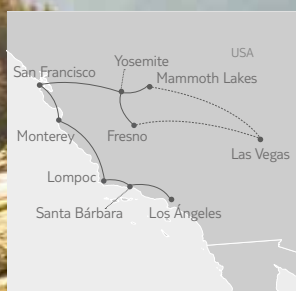 Yosemite
USA
San Francisco
Mammoth Lakes
Monterey
Fresno
Las Vegas
Lompoc
Santa Bárbara
Los Ángeles